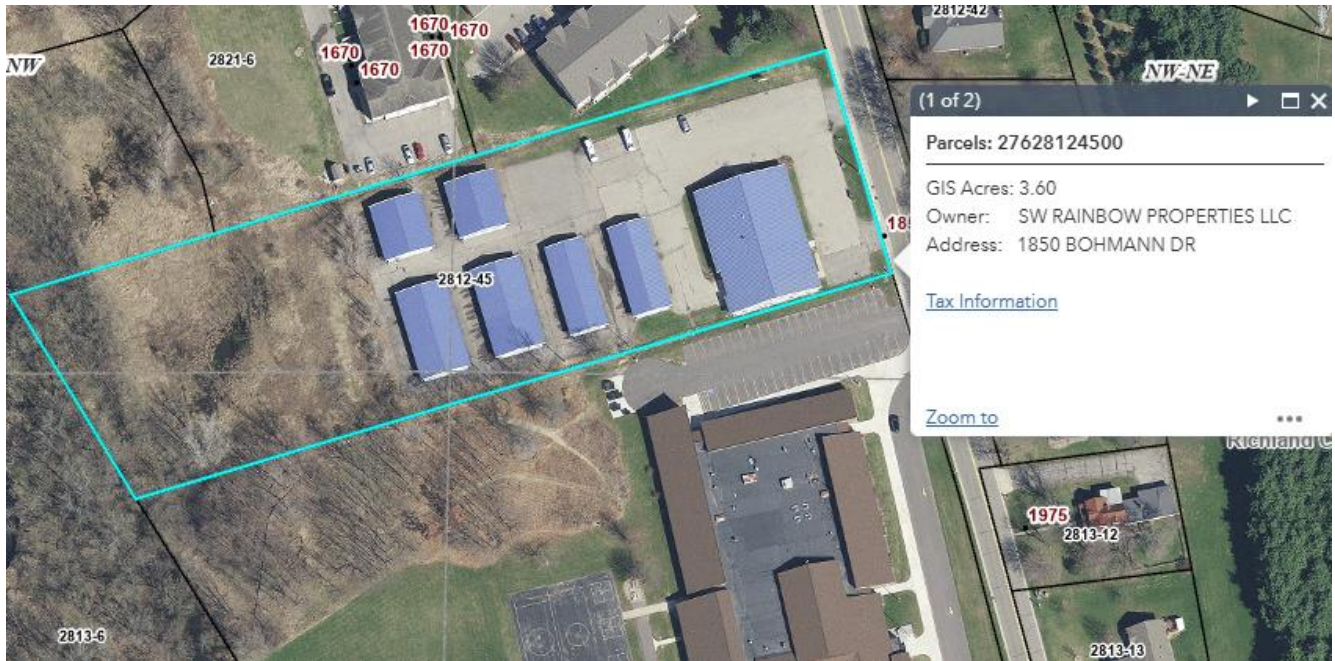 2812-42
1670
1670
1670
1670
1670
2821-6
NW
NW-NE
(1 of 2)
Parcels: 27628124500
GIS Acres: 3.60
Owner: SW RAINBOW PROPERTIES LLC
Address: 1850 BOHMANN DR
Tax Information
Zoom to
2812-45
1975
2813-12
2813-6
2813-13